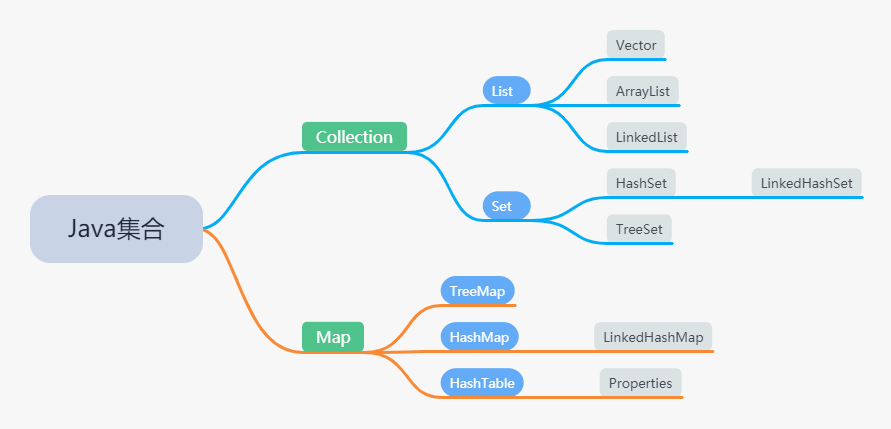 Java集合
Collection
List
Vector
ArrayList
LinkedList
Set
HashSet
LinkedHashSet
TreeSet
Map
TreeMap
HashMap
LinkedHashMap
HashTable
Properties